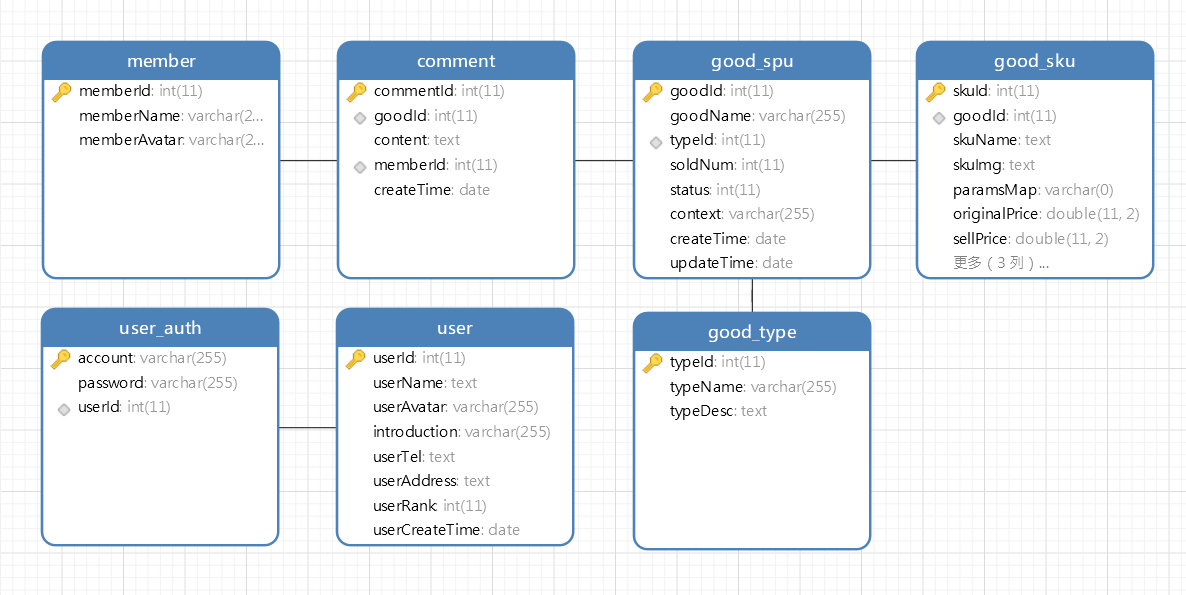 member
memberId: int(11)
memberName: varchar(2...
memberAvatar: varchar(2...
comment
commentId: int(11)
goodId: int(11)
content: text
memberId: int(11)
createTime: date
good_spu
goodId: int(11)
goodName: varchar(255)
typeId: int(11)
soldNum: int(11)
status: int(11)
context: varchar(255)
createTime: date
updateTime: date
good_sku
skuId: int(11)
goodId: int(11)
skuName: text
skuImg: text
paramsMap: varchar(0)
originalPrice: double(11, 2)
sellPrice: double(11, 2)
更多（3 列）...
user_auth
account: varchar(255)
password: varchar(255)
userId: int(11)
user
userId: int(11)
userName: text
userAvatar: varchar(255)
introduction: varchar(255)
userTel: text
userAddress: text
userRank: int(11)
userCreateTime: date
good_type
typeId: int(11)
typeName: varchar(255)
typeDesc: text